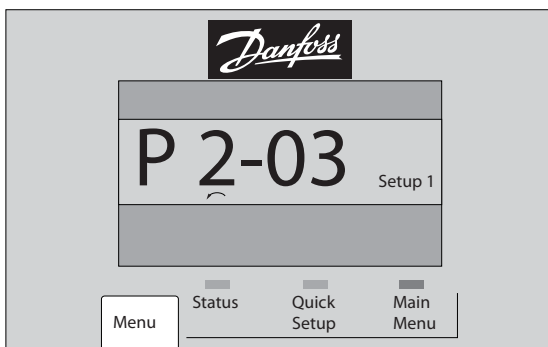 Danfoss
P 2-03 Setup 1
Menu
Status
Quick
Setup
Main
Menu